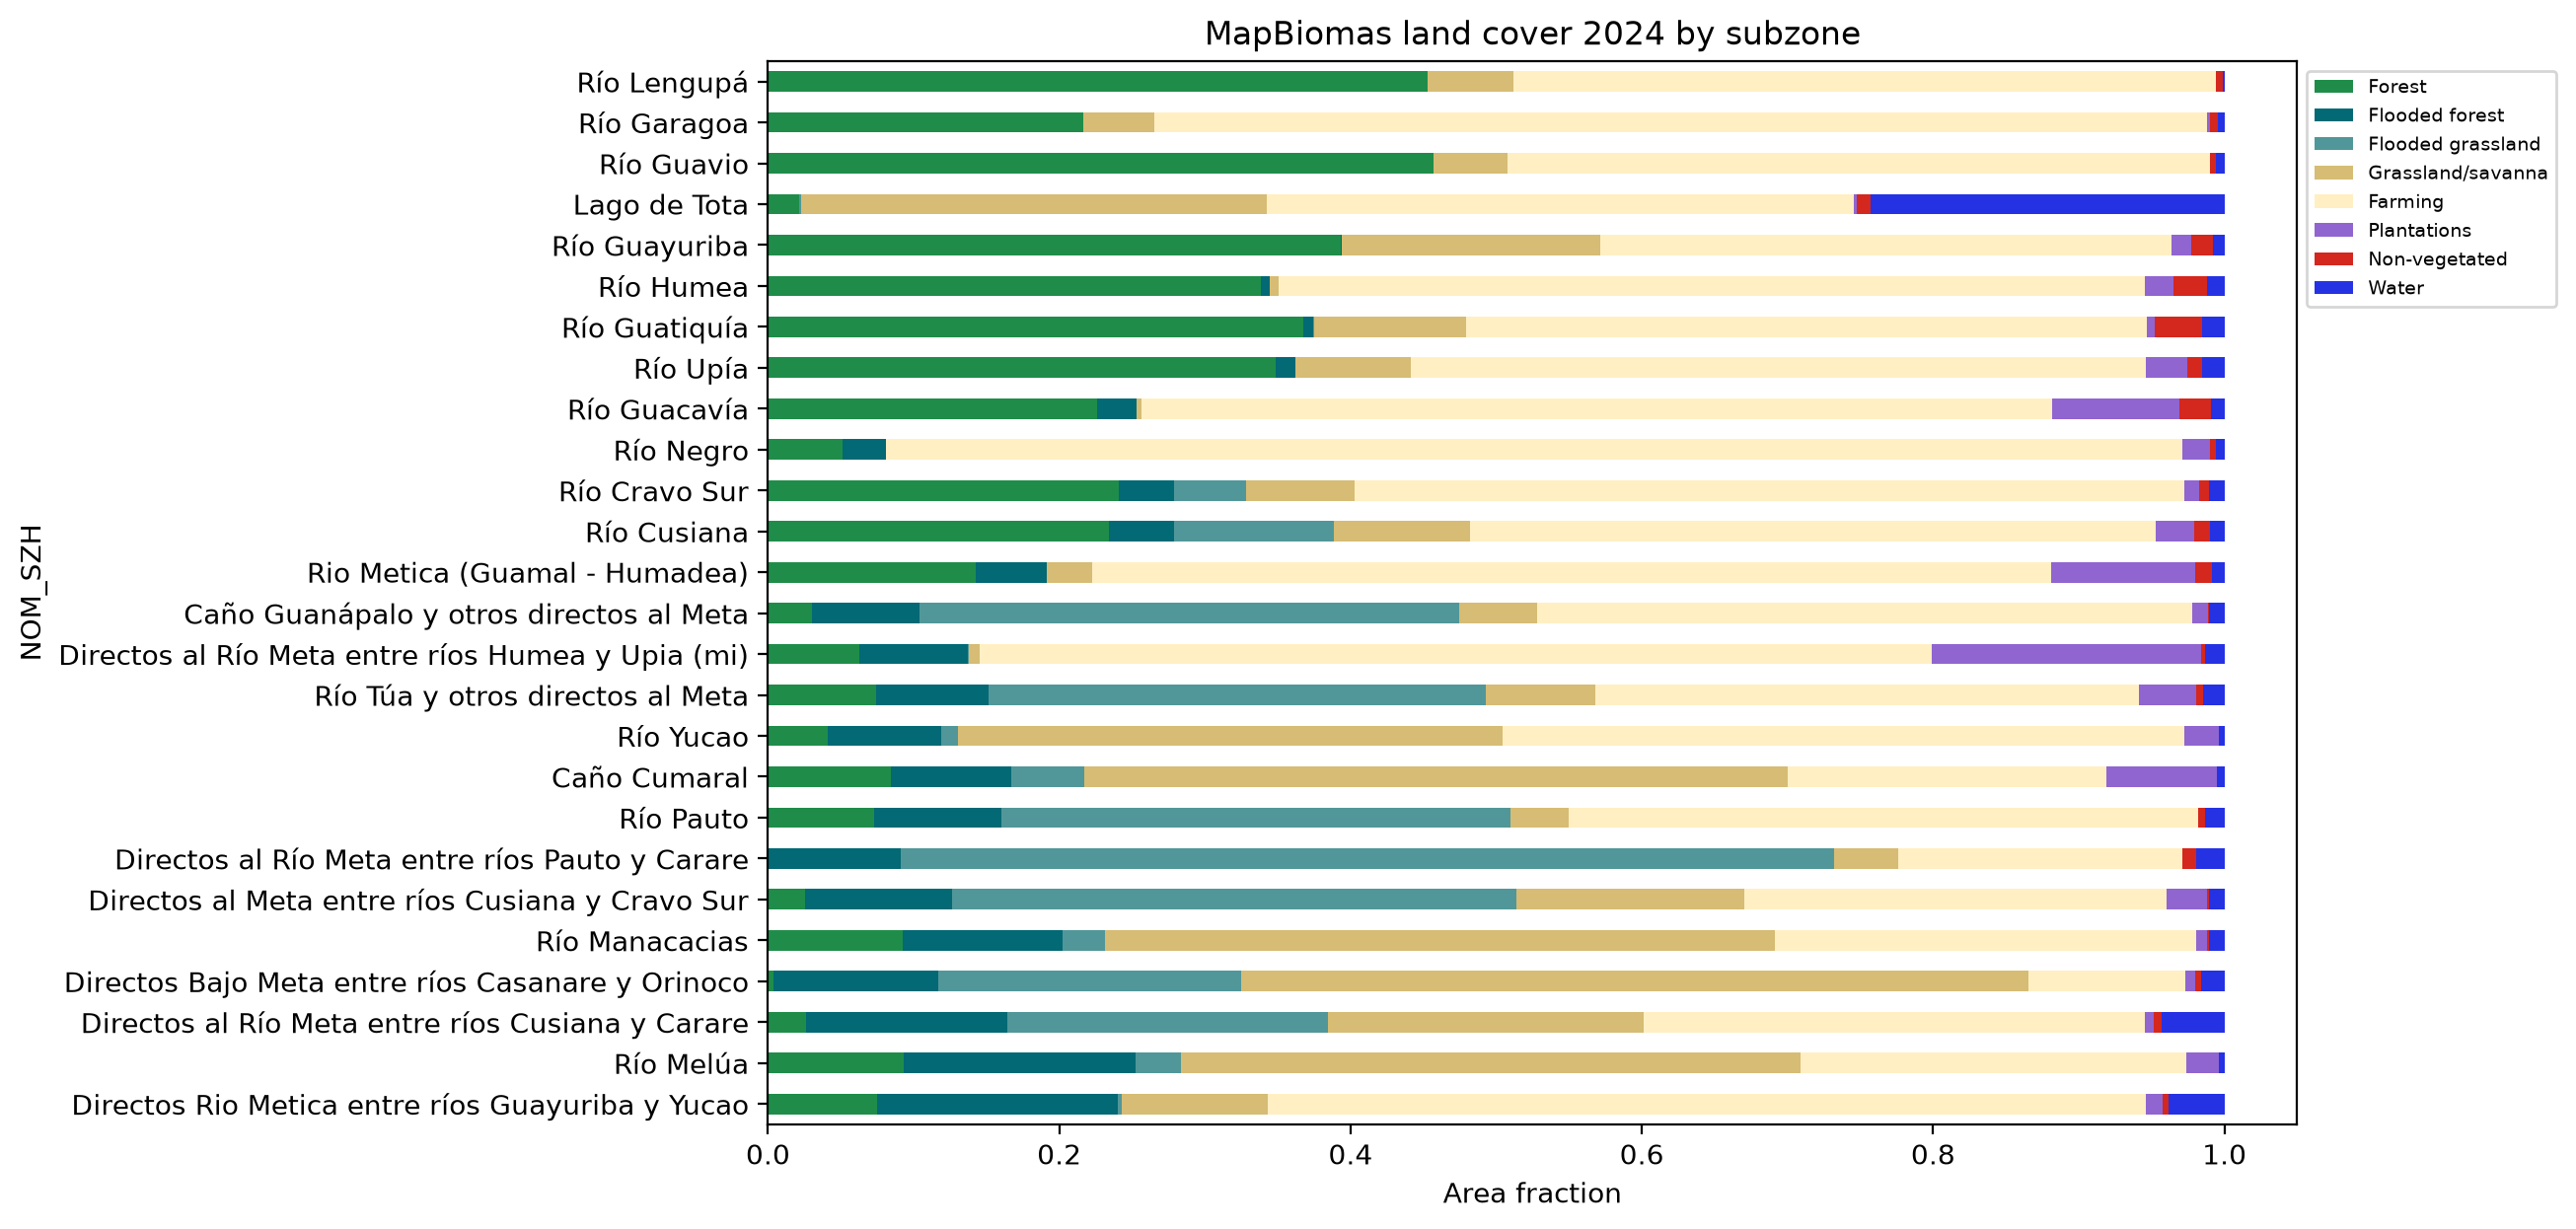 MapBiomas land cover 2024 by subzone
NOM_SZH
Río Lengupá
Río Garagoa
Río Guavio
Lago de Tota
Río Guayuriba
Río Humea
Río Guatiquía
Río Upía
Río Guacavía
Río Negro
Río Cravo Sur
Río Cusiana
Rio Metica (Guamal - Humadea)
Caño Guanápalo y otros directos al Meta
Directos al Río Meta entre ríos Humea y Upia (mi)
Río Túa y otros directos al Meta
Río Yucao
Caño Cumaral
Río Pauto
Directos al Río Meta entre ríos Pauto y Carare
Directos al Meta entre ríos Cusiana y Cravo Sur
Río Manacacias
Directos Bajo Meta entre ríos Casanare y Orinoco
Directos al Río Meta entre ríos Cusiana y Carare
Río Melúa
Directos Rio Metica entre ríos Guayuriba y Yucao
0.0 0.2 0.4 0.6 0.8 1.0
Area fraction
Forest
Flooded forest
Flooded grassland
Grassland/savanna
Farming
Plantations
Non-vegetated
Water